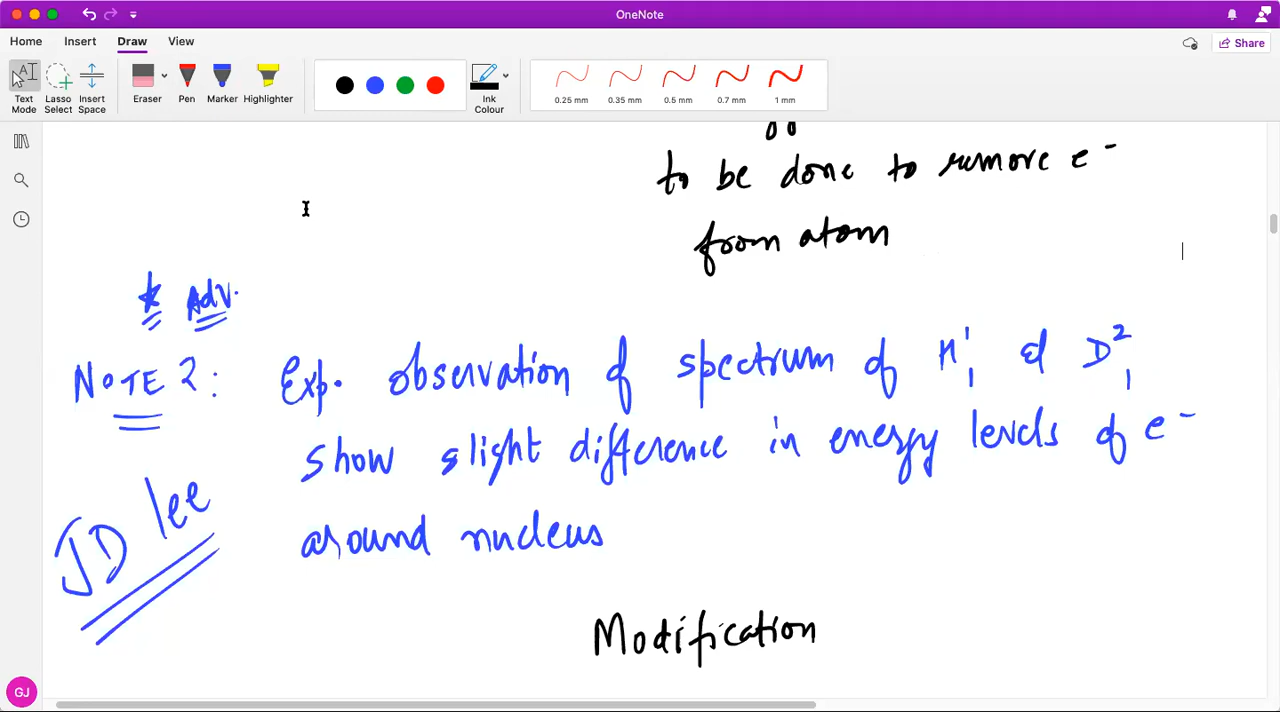 OneNote
Home Insert Draw View
Share
Text Mode
Lasso Select
Insert Space
Eraser
Pen
Marker
Highlighter
Ink Colour
0.25 mm
0.35 mm
0.5 mm
0.7 mm
1 mm
to be done to remove e⁻
from atom
* Adv.
NOTE 2: Exp. observation of spectrum of H¹₁ & D²₁
show slight difference in energy levels of e⁻
around nucleus
JD lee
Modification
GJ